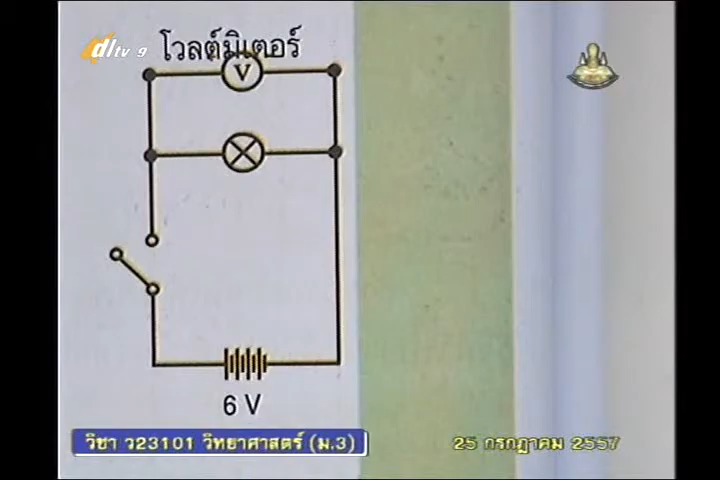 dltv 9
โวลต์มิเตอร์
V
6 V
วิชา ว23101 วิทยาศาสตร์ (ม.3)
25 กรกฎาคม 2557